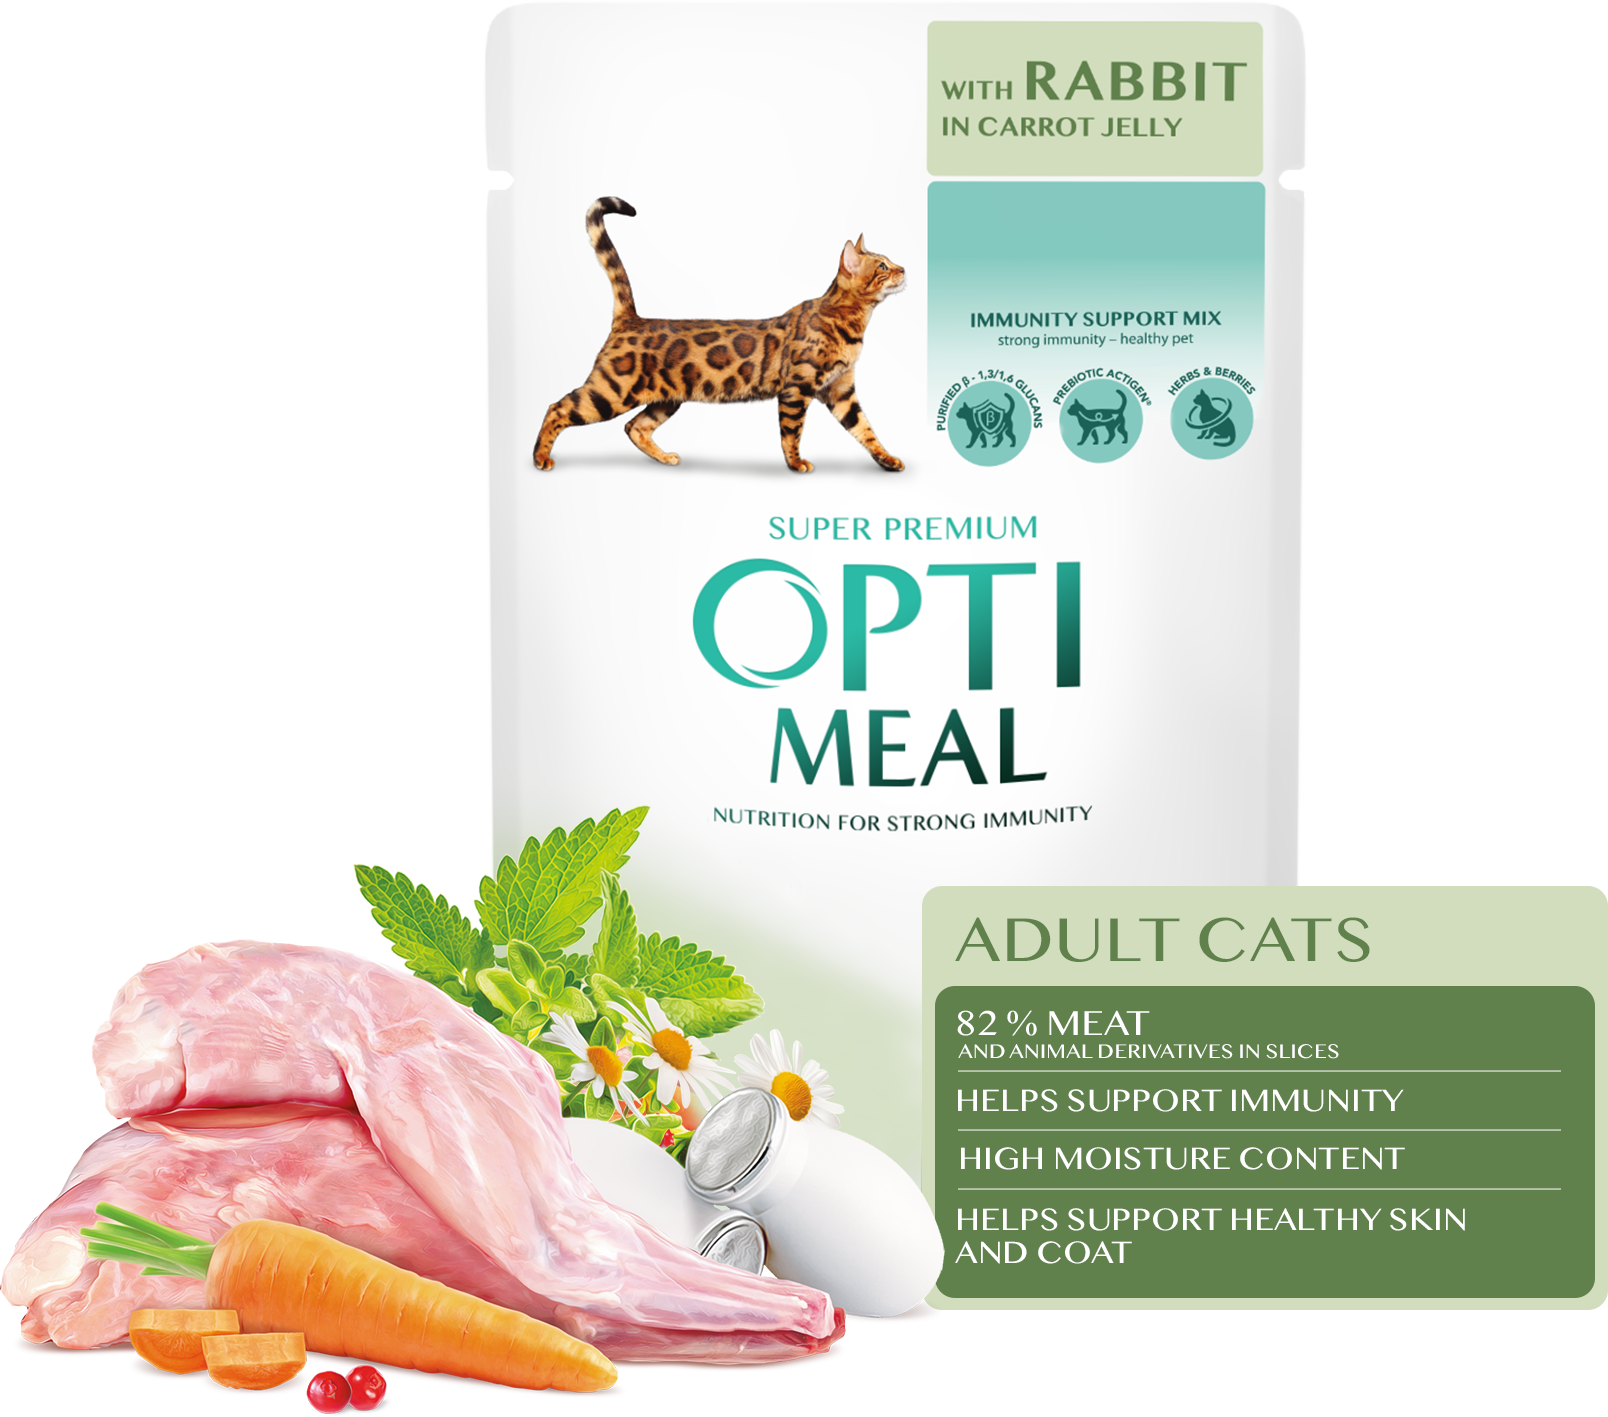 WITH RABBIT
IN CARROT JELLY
IMMUNITY SUPPORT MIX
strong immunity – healthy pet
PURIFIED β - 1,3/1,6 GLUCANS
PREBIOTIC ACTIGEN®
HERBS & BERRIES
β
SUPER PREMIUM
OPTI
MEAL
NUTRITION FOR STRONG IMMUNITY
ADULT CATS
82 % MEAT
AND ANIMAL DERIVATIVES IN SLICES
HELPS SUPPORT IMMUNITY
HIGH MOISTURE CONTENT
HELPS SUPPORT HEALTHY SKIN
AND COAT